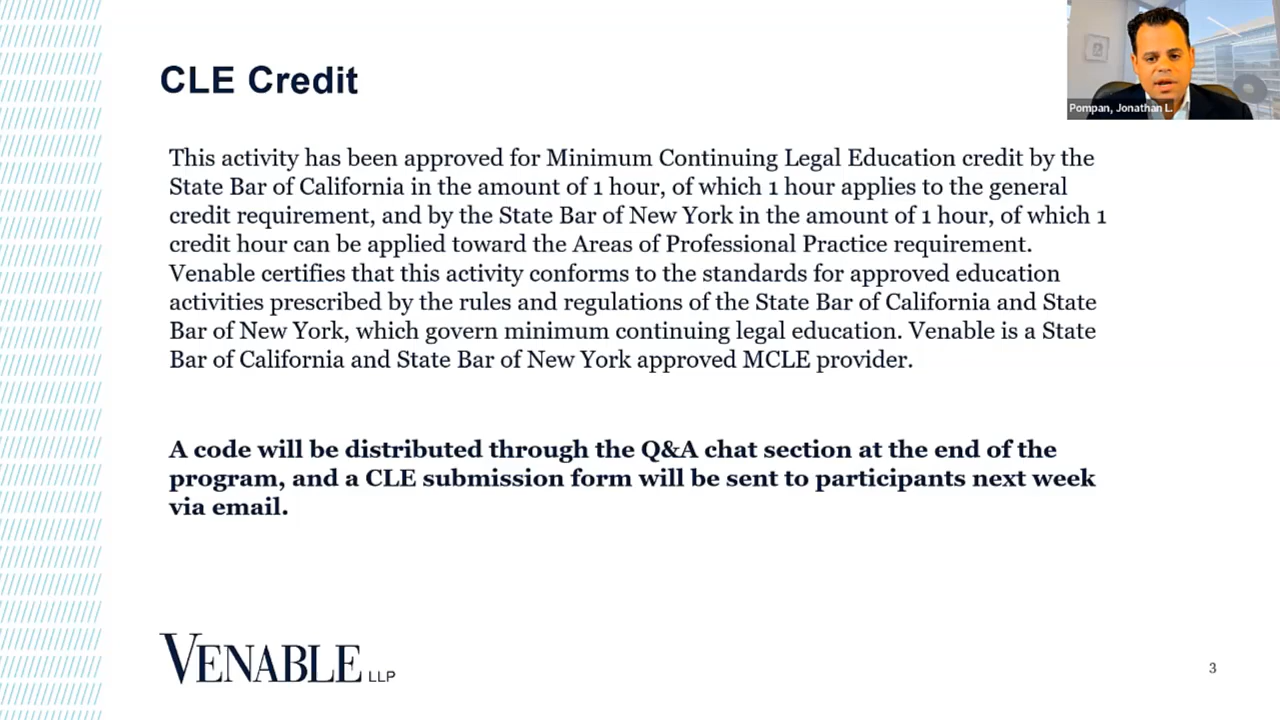 CLE Credit
Pompan, Jonathan L.
This activity has been approved for Minimum Continuing Legal Education credit by the
State Bar of California in the amount of 1 hour, of which 1 hour applies to the general
credit requirement, and by the State Bar of New York in the amount of 1 hour, of which 1
credit hour can be applied toward the Areas of Professional Practice requirement.
Venable certifies that this activity conforms to the standards for approved education
activities prescribed by the rules and regulations of the State Bar of California and State
Bar of New York, which govern minimum continuing legal education. Venable is a State
Bar of California and State Bar of New York approved MCLE provider.
A code will be distributed through the Q&A chat section at the end of the
program, and a CLE submission form will be sent to participants next week
via email.
VENABLE LLP
3